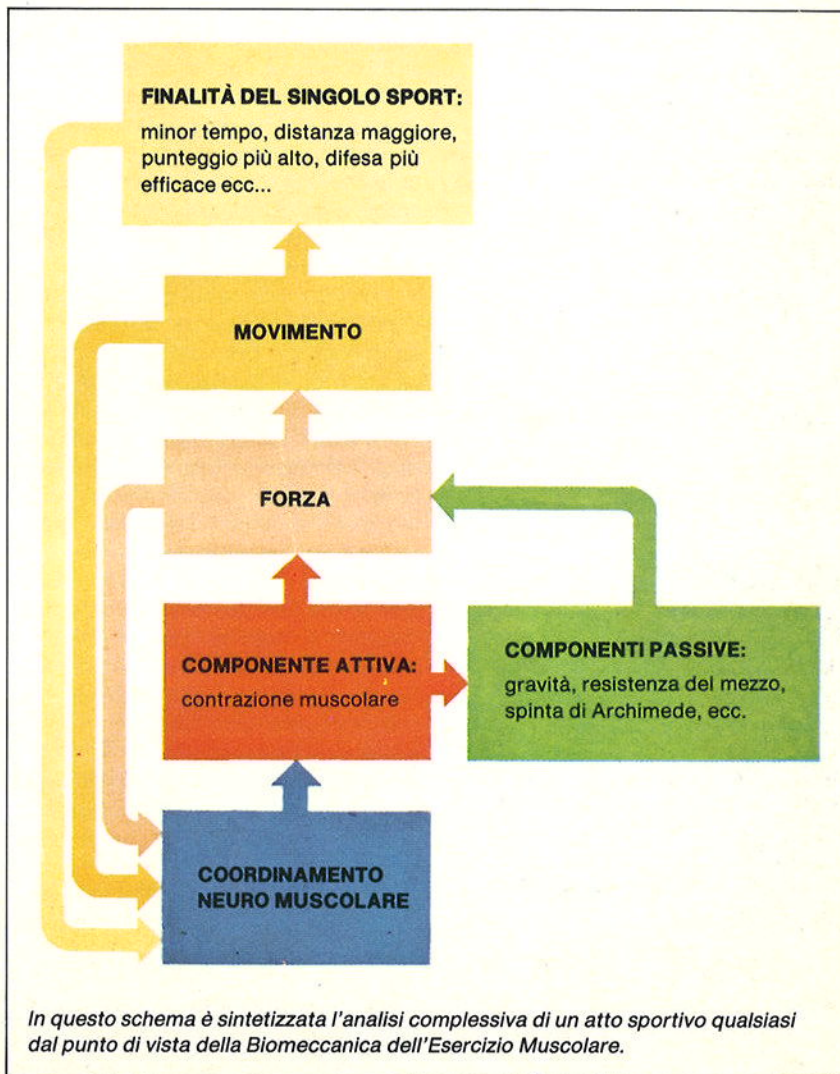 FINALITÀ DEL SINGOLO SPORT:
minor tempo, distanza maggiore,
punteggio più alto, difesa più
efficace ecc...
MOVIMENTO
FORZA
COMPONENTE ATTIVA:
contrazione muscolare
COMPONENTI PASSIVE:
gravità, resistenza del mezzo,
spinta di Archimede, ecc.
COORDINAMENTO
NEURO MUSCOLARE
In questo schema è sintetizzata l'analisi complessiva di un atto sportivo qualsiasi
dal punto di vista della Biomeccanica dell'Esercizio Muscolare.